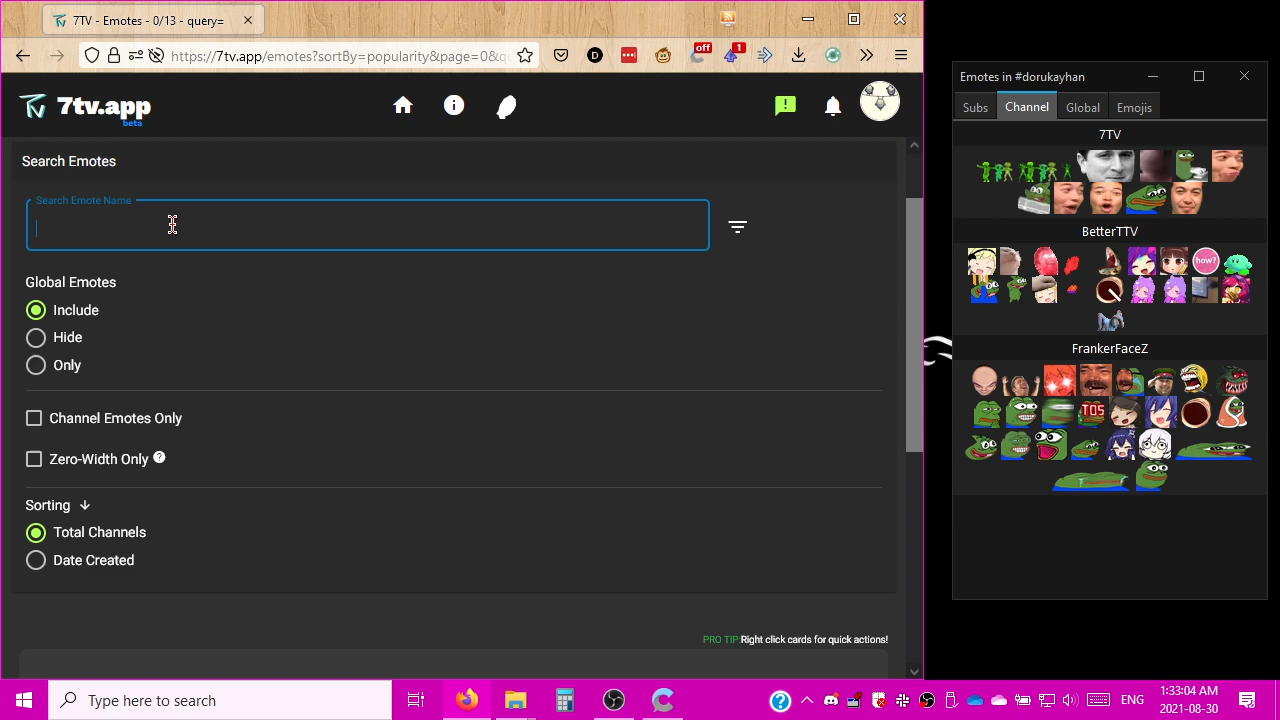 7TV - Emotes - 0/13 - query=
https://7tv.app/emotes?sortBy=popularity&page=0&q
off
1
7tv.app
beta
Search Emotes
Search Emote Name
Global Emotes
Include
Hide
Only
Channel Emotes Only
Zero-Width Only
Sorting
Total Channels
Date Created
PRO TIP:Right click cards for quick actions!
Emotes in #dorukayhan
Subs
Channel
Global
Emojis
7TV
BetterTTV
how?
FrankerFaceZ
TOS
Type here to search
ENG
1:33:04 AM
2021-08-30